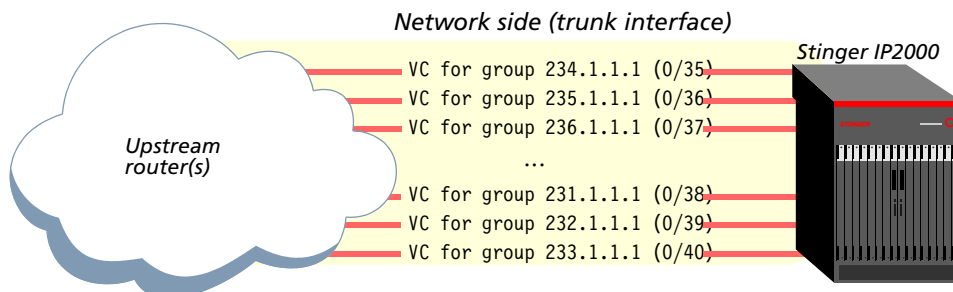 Network side (trunk interface)
Stinger IP2000
VC for group 234.1.1.1 (0/35)
VC for group 235.1.1.1 (0/36)
VC for group 236.1.1.1 (0/37)
Upstream
router(s)
...
VC for group 231.1.1.1 (0/38)
VC for group 232.1.1.1 (0/39)
VC for group 233.1.1.1 (0/40)